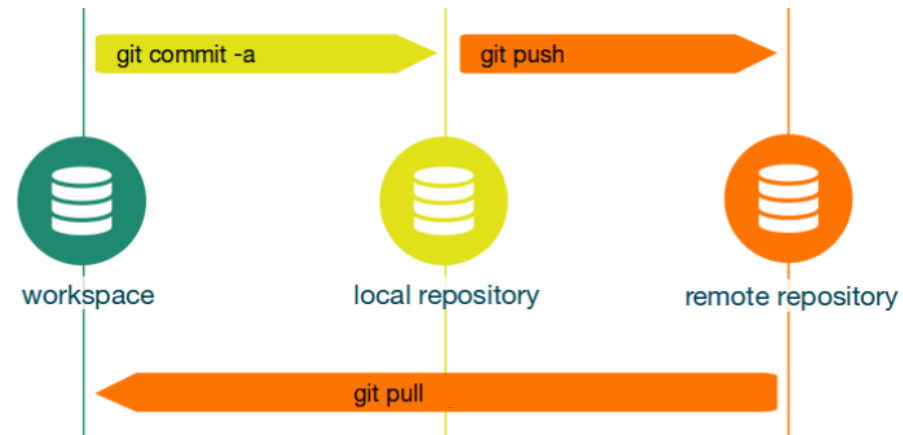 git commit -a
git push
workspace
local repository
remote repository
git pull